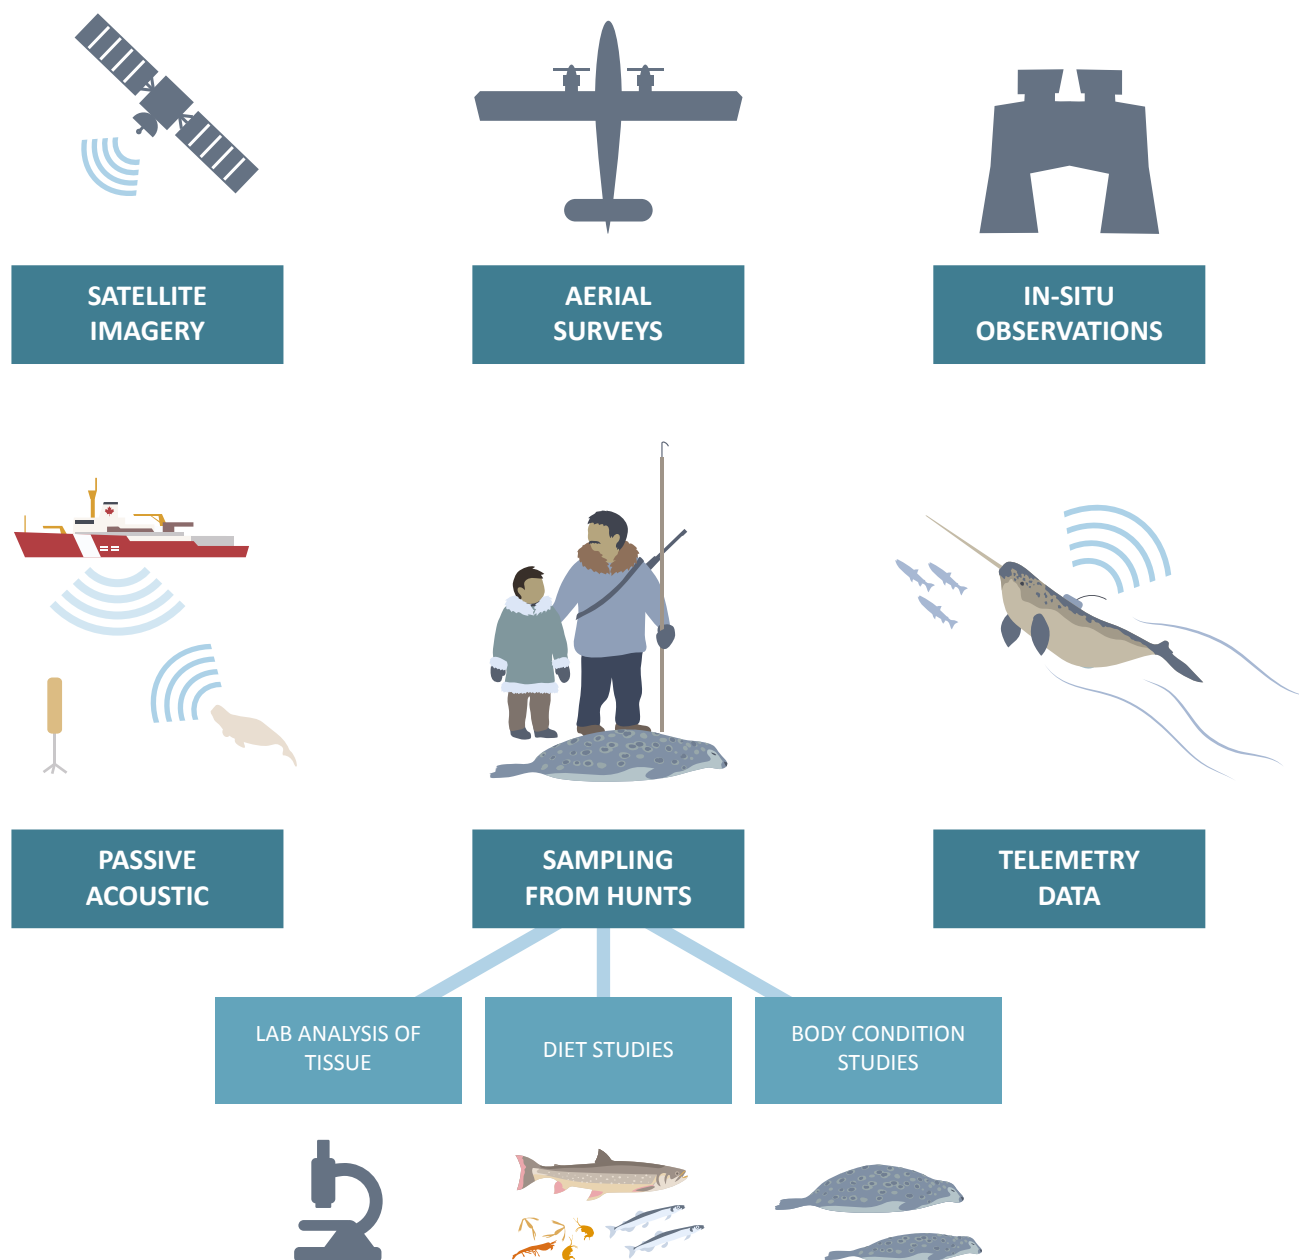 SATELLITE
IMAGERY
AERIAL
SURVEYS
IN-SITU
OBSERVATIONS
PASSIVE
ACOUSTIC
SAMPLING
FROM HUNTS
TELEMETRY
DATA
LAB ANALYSIS OF
TISSUE
DIET STUDIES
BODY CONDITION
STUDIES